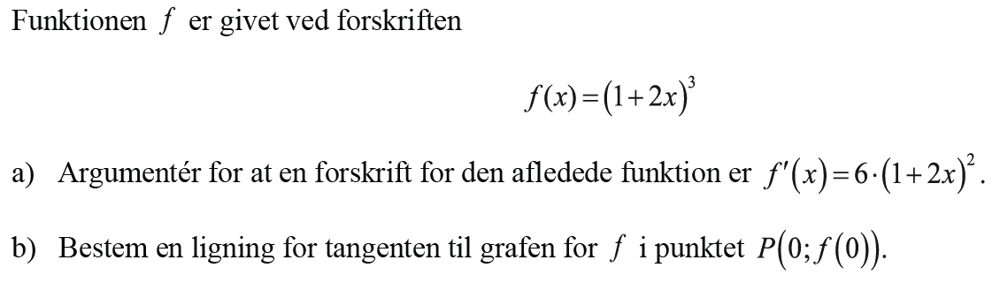 Funktionen f er givet ved forskriften
f(x)=(1+2x)³
a) Argumentér for at en forskrift for den afledede funktion er f′(x)=6·(1+2x)².
b) Bestem en ligning for tangenten til grafen for f i punktet P(0;f(0)).